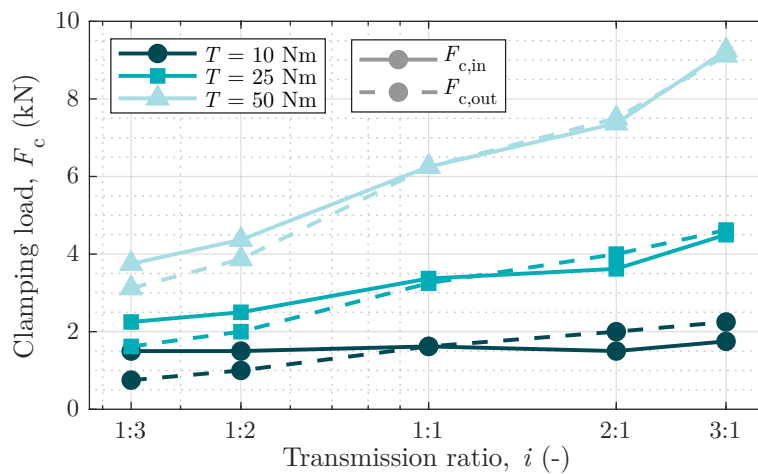 Clamping load, F_c (kN)
10
8
6
4
2
0
T = 10 Nm
T = 25 Nm
T = 50 Nm
F_c,in
F_c,out
1:3 1:2 1:1 2:1 3:1
Transmission ratio, i (-)